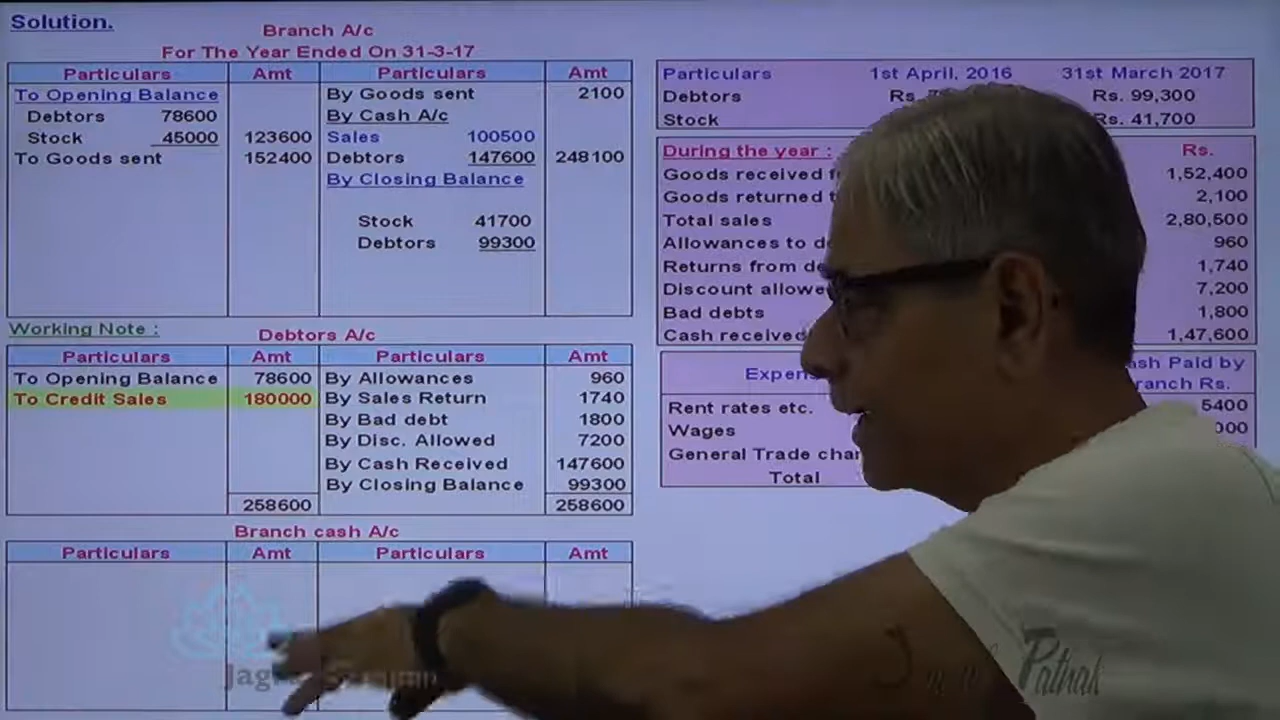 Solution.
Branch A/c
For The Year Ended On 31-3-17
Particulars Amt Particulars Amt
To Opening Balance By Goods sent 2100
Debtors 78600 By Cash A/c
Stock 45000 123600 Sales 100500
To Goods sent 152400 Debtors 147600 248100
By Closing Balance
Stock 41700
Debtors 99300
Working Note :
Debtors A/c
Particulars Amt Particulars Amt
To Opening Balance 78600 By Allowances 960
To Credit Sales 180000 By Sales Return 1740
By Bad debt 1800
By Disc. Allowed 7200
By Cash Received 147600
By Closing Balance 99300
258600 258600
Branch cash A/c
Particulars Amt Particulars Amt
Particulars 1st April, 2016 31st March 2017
Debtors Rs. Rs. 99,300
Stock Rs. 41,700
During the year : Rs.
Goods received 1,52,400
Goods returned 2,100
Total sales 2,80,500
Allowances to 960
Returns from 1,740
Discount 7,200
Bad debts 1,800
Cash received 1,47,600
Paid by
Rs.
Rent rates etc. 5400
Wages
General Trade
Total
Pathak